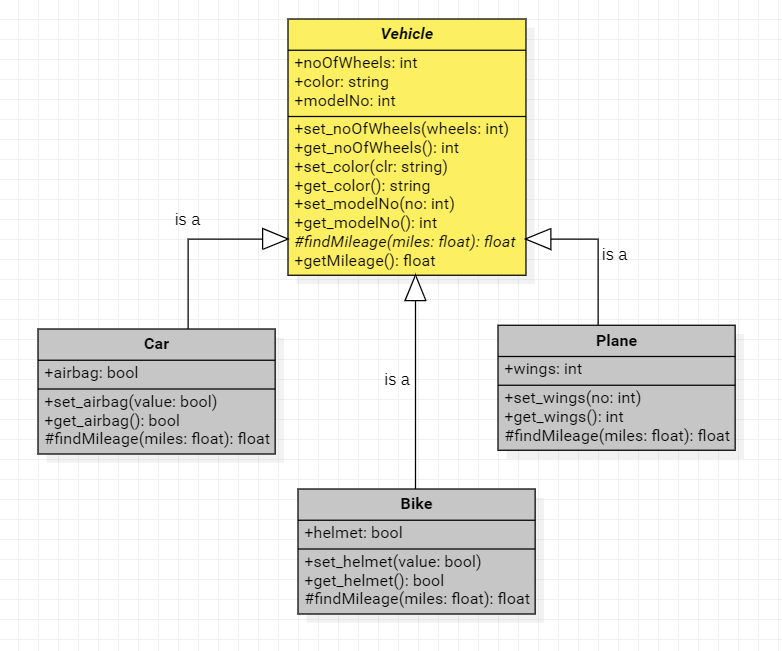 Vehicle
+noOfWheels: int
+color: string
+modelNo: int
+set_noOfWheels(wheels: int)
+get_noOfWheels(): int
+set_color(clr: string)
+get_color(): string
+set_modelNo(no: int)
+get_modelNo(): int
#findMileage(miles: float): float
+getMileage(): float
is a
is a
is a
Car
+airbag: bool
+set_airbag(value: bool)
+get_airbag(): bool
#findMileage(miles: float): float
Plane
+wings: int
+set_wings(no: int)
+get_wings(): int
#findMileage(miles: float): float
Bike
+helmet: bool
+set_helmet(value: bool)
+get_helmet(): bool
#findMileage(miles: float): float